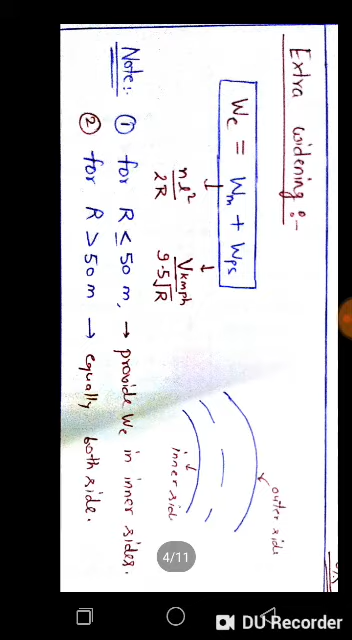 Extra widening :-
We = Wm + Wps
nl²/2R
Vkmph/9.5√R
outer side
inner side
Note:- ① for R ≤ 50 m, → provide We in inner sides.
② for R > 50 m → equally both side.
4/11
DU Recorder